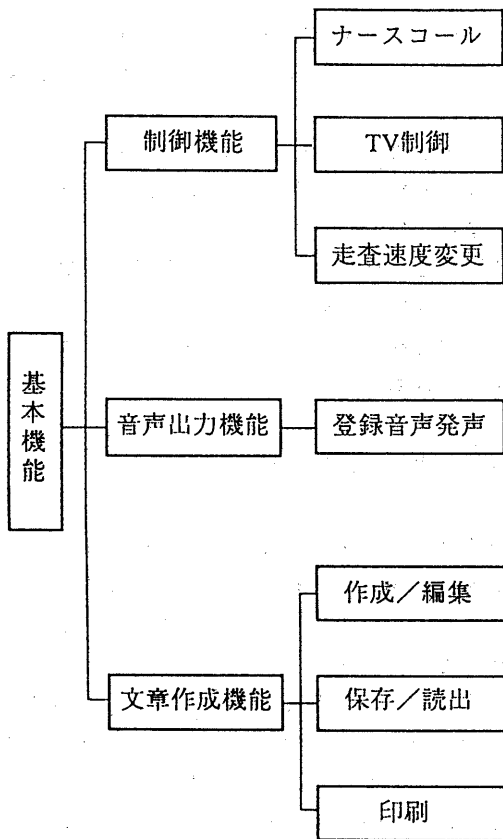 ナースコール
制御機能
TV制御
走査速度変更
基本機能
音声出力機能
登録音声発声
作成／編集
文章作成機能
保存／読出
印刷